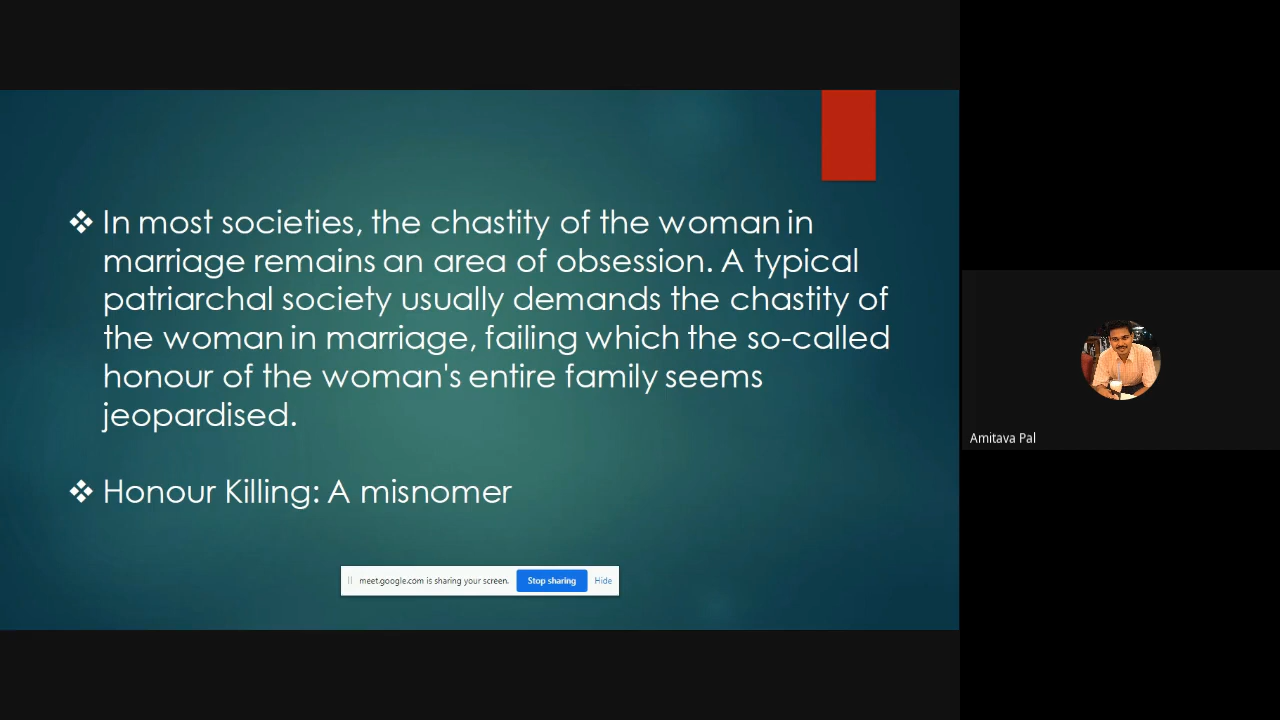 In most societies, the chastity of the woman in
marriage remains an area of obsession. A typical
patriarchal society usually demands the chastity of
the woman in marriage, failing which the so-called
honour of the woman's entire family seems
jeopardised.
Honour Killing: A misnomer
meet.google.com is sharing your screen. Stop sharing Hide
Amitava Pal